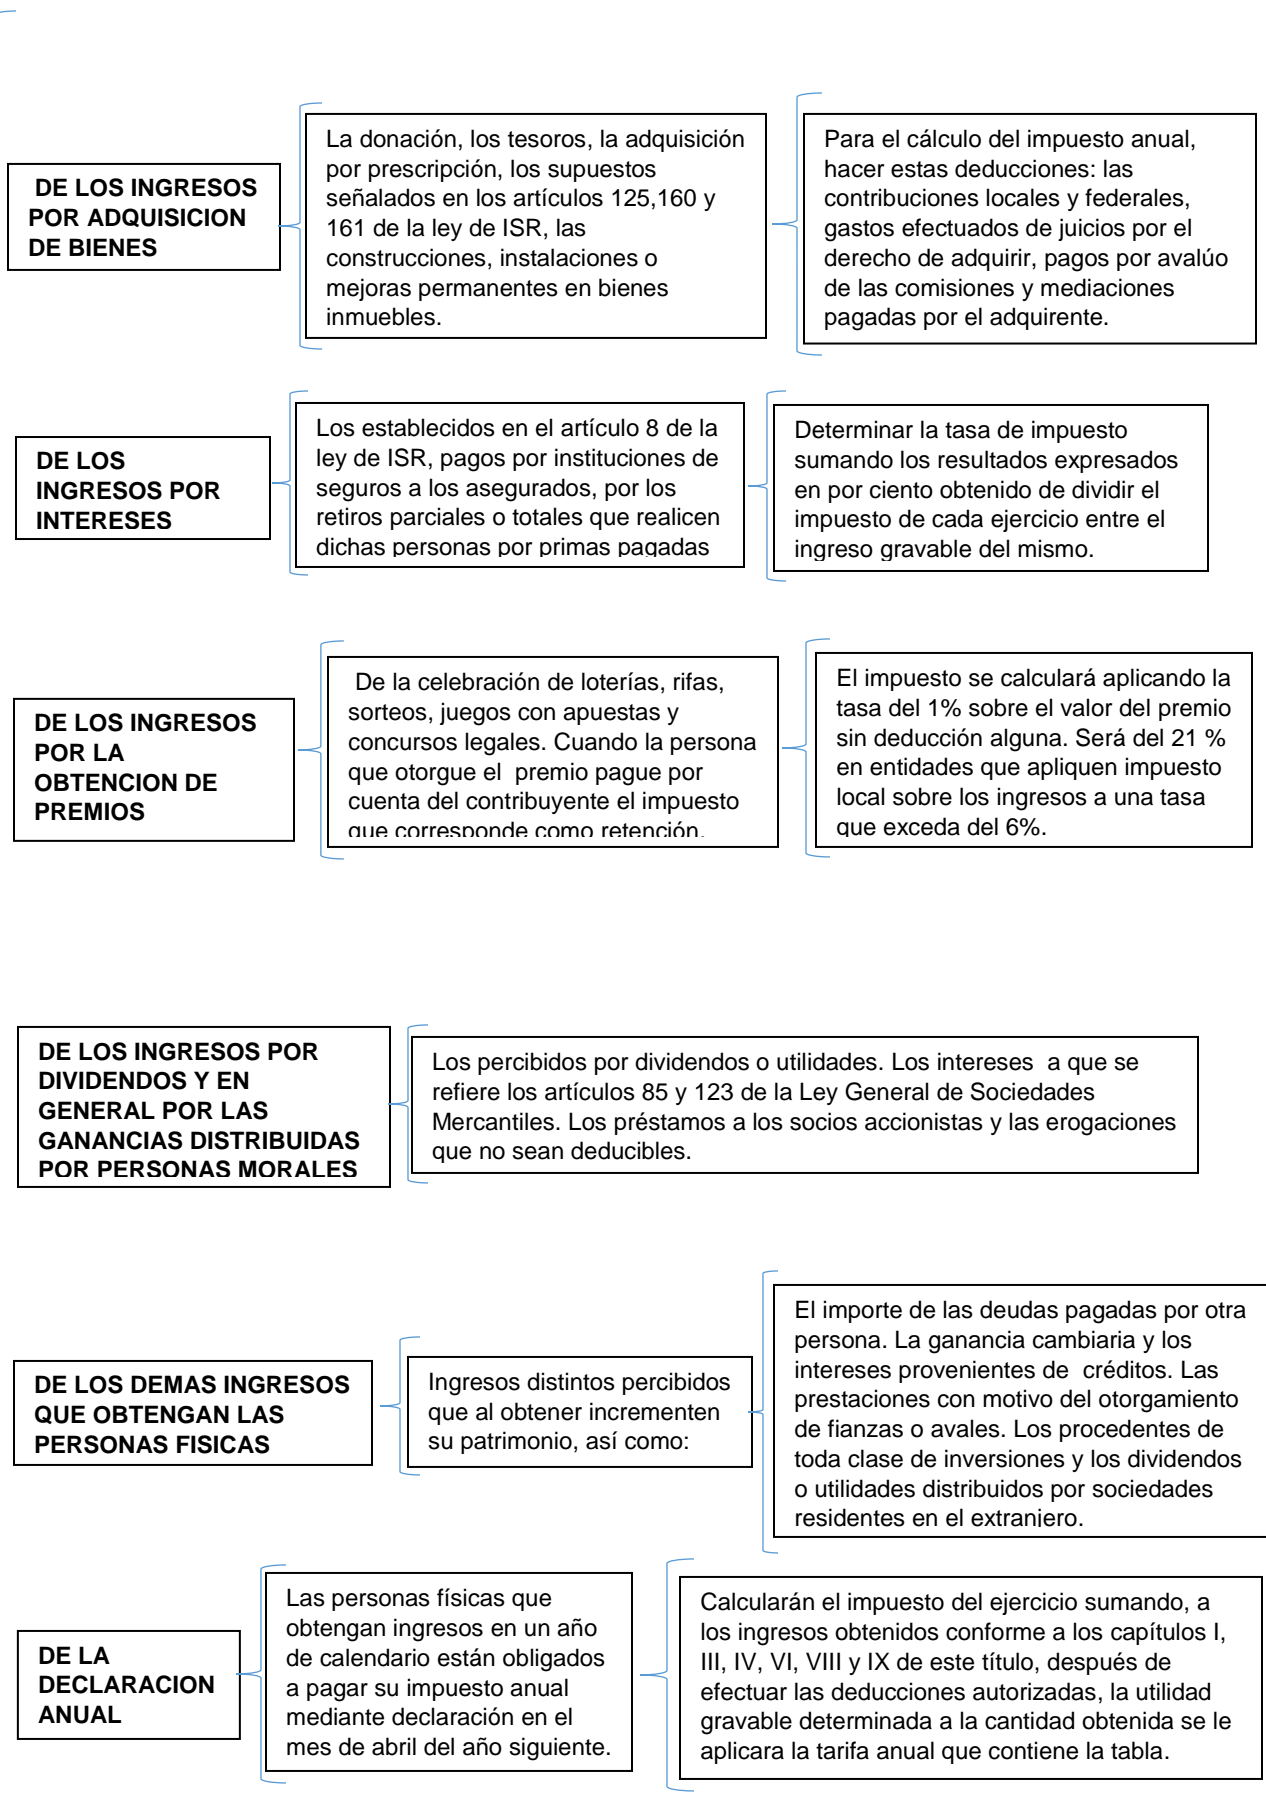 DE LOS INGRESOS
POR ADQUISICION
DE BIENES
La donación, los tesoros, la adquisición
por prescripción, los supuestos
señalados en los artículos 125,160 y
161 de la ley de ISR, las
construcciones, instalaciones o
mejoras permanentes en bienes
inmuebles.
Para el cálculo del impuesto anual,
hacer estas deducciones: las
contribuciones locales y federales,
gastos efectuados de juicios por el
derecho de adquirir, pagos por avalúo
de las comisiones y mediaciones
pagadas por el adquirente.
DE LOS
INGRESOS POR
INTERESES
Los establecidos en el artículo 8 de la
ley de ISR, pagos por instituciones de
seguros a los asegurados, por los
retiros parciales o totales que realicen
dichas personas por primas pagadas
Determinar la tasa de impuesto
sumando los resultados expresados
en por ciento obtenido de dividir el
impuesto de cada ejercicio entre el
ingreso gravable del mismo.
DE LOS INGRESOS
POR LA
OBTENCION DE
PREMIOS
De la celebración de loterías, rifas,
sorteos, juegos con apuestas y
concursos legales. Cuando la persona
que otorgue el premio pague por
cuenta del contribuyente el impuesto
que corresponde como retención.
El impuesto se calculará aplicando la
tasa del 1% sobre el valor del premio
sin deducción alguna. Será del 21 %
en entidades que apliquen impuesto
local sobre los ingresos a una tasa
que exceda del 6%.
DE LOS INGRESOS POR
DIVIDENDOS Y EN
GENERAL POR LAS
GANANCIAS DISTRIBUIDAS
POR PERSONAS MORALES
Los percibidos por dividendos o utilidades. Los intereses a que se
refiere los artículos 85 y 123 de la Ley General de Sociedades
Mercantiles. Los préstamos a los socios accionistas y las erogaciones
que no sean deducibles.
DE LOS DEMAS INGRESOS
QUE OBTENGAN LAS
PERSONAS FISICAS
Ingresos distintos percibidos
que al obtener incrementen
su patrimonio, así como:
El importe de las deudas pagadas por otra
persona. La ganancia cambiaria y los
intereses provenientes de créditos. Las
prestaciones con motivo del otorgamiento
de fianzas o avales. Los procedentes de
toda clase de inversiones y los dividendos
o utilidades distribuidos por sociedades
residentes en el extranjero.
DE LA
DECLARACION
ANUAL
Las personas físicas que
obtengan ingresos en un año
de calendario están obligados
a pagar su impuesto anual
mediante declaración en el
mes de abril del año siguiente.
Calcularán el impuesto del ejercicio sumando, a
los ingresos obtenidos conforme a los capítulos I,
III, IV, VI, VIII y IX de este título, después de
efectuar las deducciones autorizadas, la utilidad
gravable determinada a la cantidad obtenida se le
aplicara la tarifa anual que contiene la tabla.